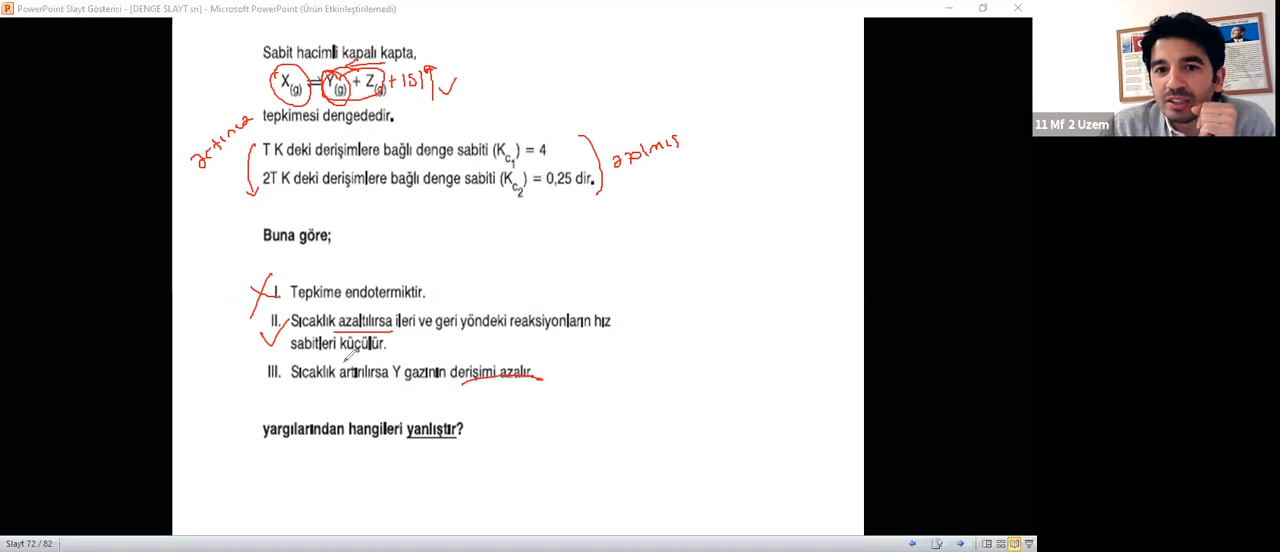 PowerPoint Slayt Gösterisi - [DENGE SLAYT sn] - Microsoft PowerPoint (Ürün Etkinleştirilemedi)
Sabit hacimli kapalı kapta,
X(g) ⇌ Y(g) + Z(g) + ısı
tepkimesi dengededir.
artınca
T K deki derişimlere bağlı denge sabiti (Kc1) = 4
2T K deki derişimlere bağlı denge sabiti (Kc2) = 0,25 dir.
azalmış
Buna göre;
I. Tepkime endotermiktir.
II. Sıcaklık azaltılırsa ileri ve geri yöndeki reaksiyonların hız
sabitleri küçülür.
III. Sıcaklık artırılırsa Y gazının derişimi azalır.
yargılarından hangileri yanlıştır?
11 Mf 2 Uzem
Slayt 72 / 82